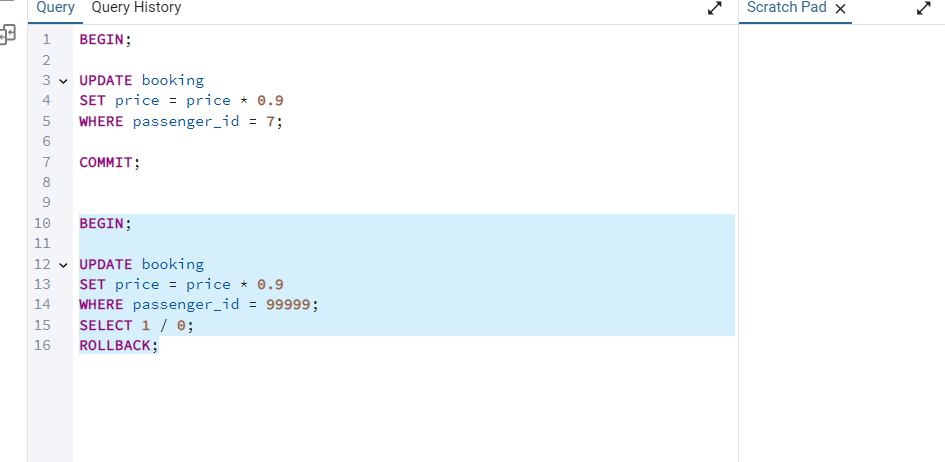 Query Query History Scratch Pad ×
1 BEGIN;
2
3 UPDATE booking
4 SET price = price * 0.9
5 WHERE passenger_id = 7;
6
7 COMMIT;
8
9
10 BEGIN;
11
12 UPDATE booking
13 SET price = price * 0.9
14 WHERE passenger_id = 99999;
15 SELECT 1 / 0;
16 ROLLBACK;